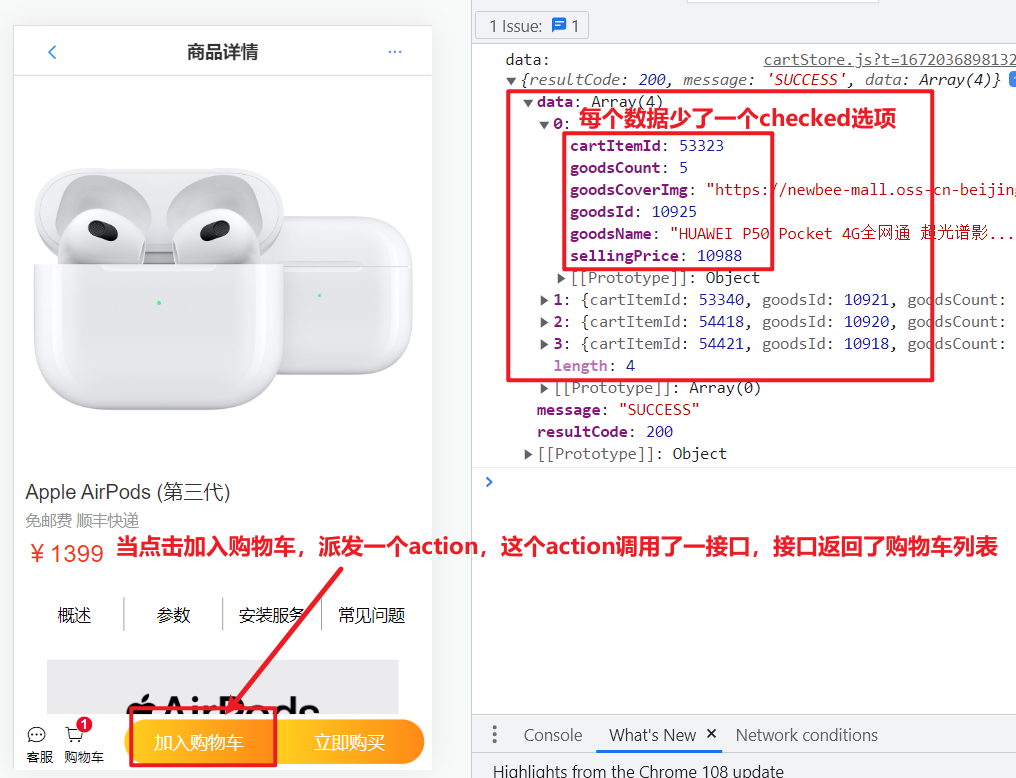 商品详情
Apple AirPods (第三代)
免邮费 顺丰快递
¥1399
当点击加入购物车，派发一个action，这个action调用了一接口，接口返回了购物车列表
概述
参数
安装服务
常见问题
AirPods
1
客服
购物车
加入购物车
立即购买
1 Issue: 1
data:
cartStore.js?t=1672036898132
{resultCode: 200, message: 'SUCCESS', data: Array(4)}
data: Array(4)
每个数据少了一个checked选项
0:
cartItemId: 53323
goodsCount: 5
goodsCoverImg: "https://newbee-mall.oss-cn-beijing
goodsId: 10925
goodsName: "HUAWEI P50 Pocket 4G全网通 超光谱影...
sellingPrice: 10988
[[Prototype]]: Object
1: {cartItemId: 53340, goodsId: 10921, goodsCount:
2: {cartItemId: 54418, goodsId: 10920, goodsCount:
3: {cartItemId: 54421, goodsId: 10918, goodsCount:
length: 4
[[Prototype]]: Array(0)
message: "SUCCESS"
resultCode: 200
[[Prototype]]: Object
Console
What's New
Network conditions
Highlights from the Chrome 108 update